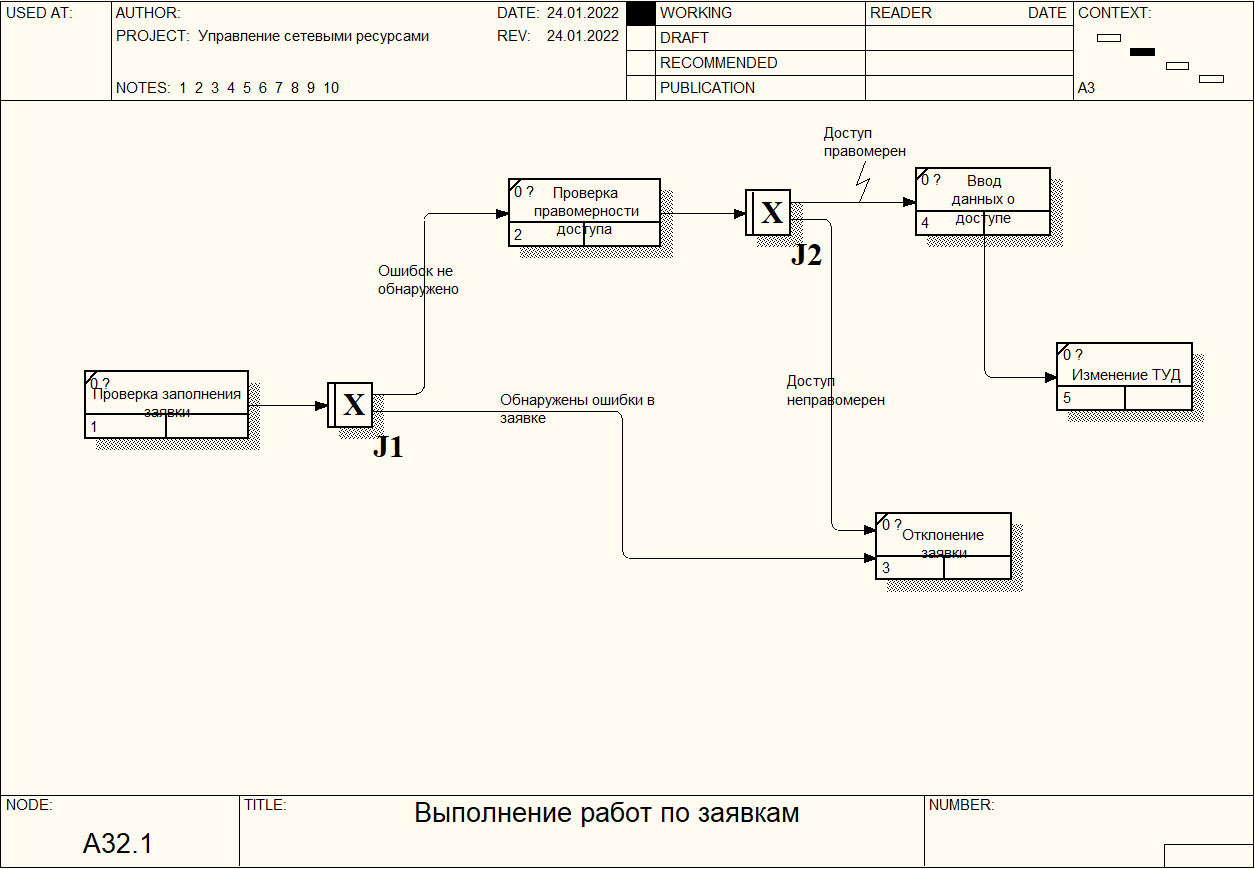 USED AT:
AUTHOR:
DATE: 24.01.2022
PROJECT: Управление сетевыми ресурсами
REV: 24.01.2022
NOTES: 1 2 3 4 5 6 7 8 9 10
WORKING
DRAFT
RECOMMENDED
PUBLICATION
READER
DATE
CONTEXT:
A3
Доступ
правомерен
0 ?
Проверка
правомерности
доступа
2
X
J2
0 ?
Ввод
данных о
доступе
4
Ошибок не
обнаружено
0 ?
Проверка заполнения
заявки
1
X
J1
Обнаружены ошибки в
заявке
Доступ
неправомерен
0 ?
Изменение ТУД
5
0 ?
Отклонение
заявки
3
NODE:
A32.1
TITLE:
Выполнение работ по заявкам
NUMBER: